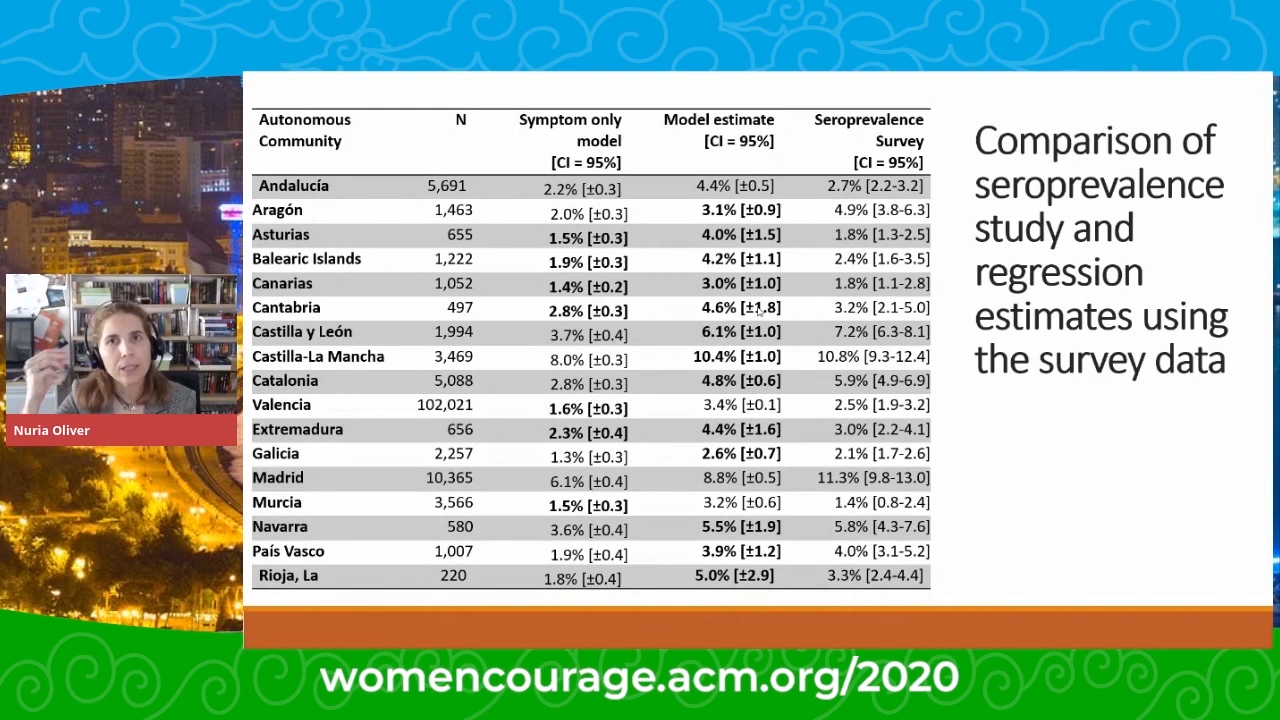 Autonomous Community N Symptom only model [CI = 95%] Model estimate [CI = 95%] Seroprevalence Survey [CI = 95%]
Andalucía 5,691 2.2% [±0.3] 4.4% [±0.5] 2.7% [2.2-3.2]
Aragón 1,463 2.0% [±0.3] 3.1% [±0.9] 4.9% [3.8-6.3]
Asturias 655 1.5% [±0.3] 4.0% [±1.5] 1.8% [1.3-2.5]
Balearic Islands 1,222 1.9% [±0.3] 4.2% [±1.1] 2.4% [1.6-3.5]
Canarias 1,052 1.4% [±0.2] 3.0% [±1.0] 1.8% [1.1-2.8]
Cantabria 497 2.8% [±0.3] 4.6% [±1.8] 3.2% [2.1-5.0]
Castilla y León 1,994 3.7% [±0.4] 6.1% [±1.0] 7.2% [6.3-8.1]
Castilla-La Mancha 3,469 8.0% [±0.3] 10.4% [±1.0] 10.8% [9.3-12.4]
Catalonia 5,088 2.8% [±0.3] 4.8% [±0.6] 5.9% [4.9-6.9]
Valencia 102,021 1.6% [±0.3] 3.4% [±0.1] 2.5% [1.9-3.2]
Extremadura 656 2.3% [±0.4] 4.4% [±1.6] 3.0% [2.2-4.1]
Galicia 2,257 1.3% [±0.3] 2.6% [±0.7] 2.1% [1.7-2.6]
Madrid 10,365 6.1% [±0.4] 8.8% [±0.5] 11.3% [9.8-13.0]
Murcia 3,566 1.5% [±0.3] 3.2% [±0.6] 1.4% [0.8-2.4]
Navarra 580 3.6% [±0.4] 5.5% [±1.9] 5.8% [4.3-7.6]
País Vasco 1,007 1.9% [±0.4] 3.9% [±1.2] 4.0% [3.1-5.2]
Rioja, La 220 1.8% [±0.4] 5.0% [±2.9] 3.3% [2.4-4.4]
Comparison of
seroprevalence
study and
regression
estimates using
the survey data
Nuria Oliver
womencourage.acm.org/2020